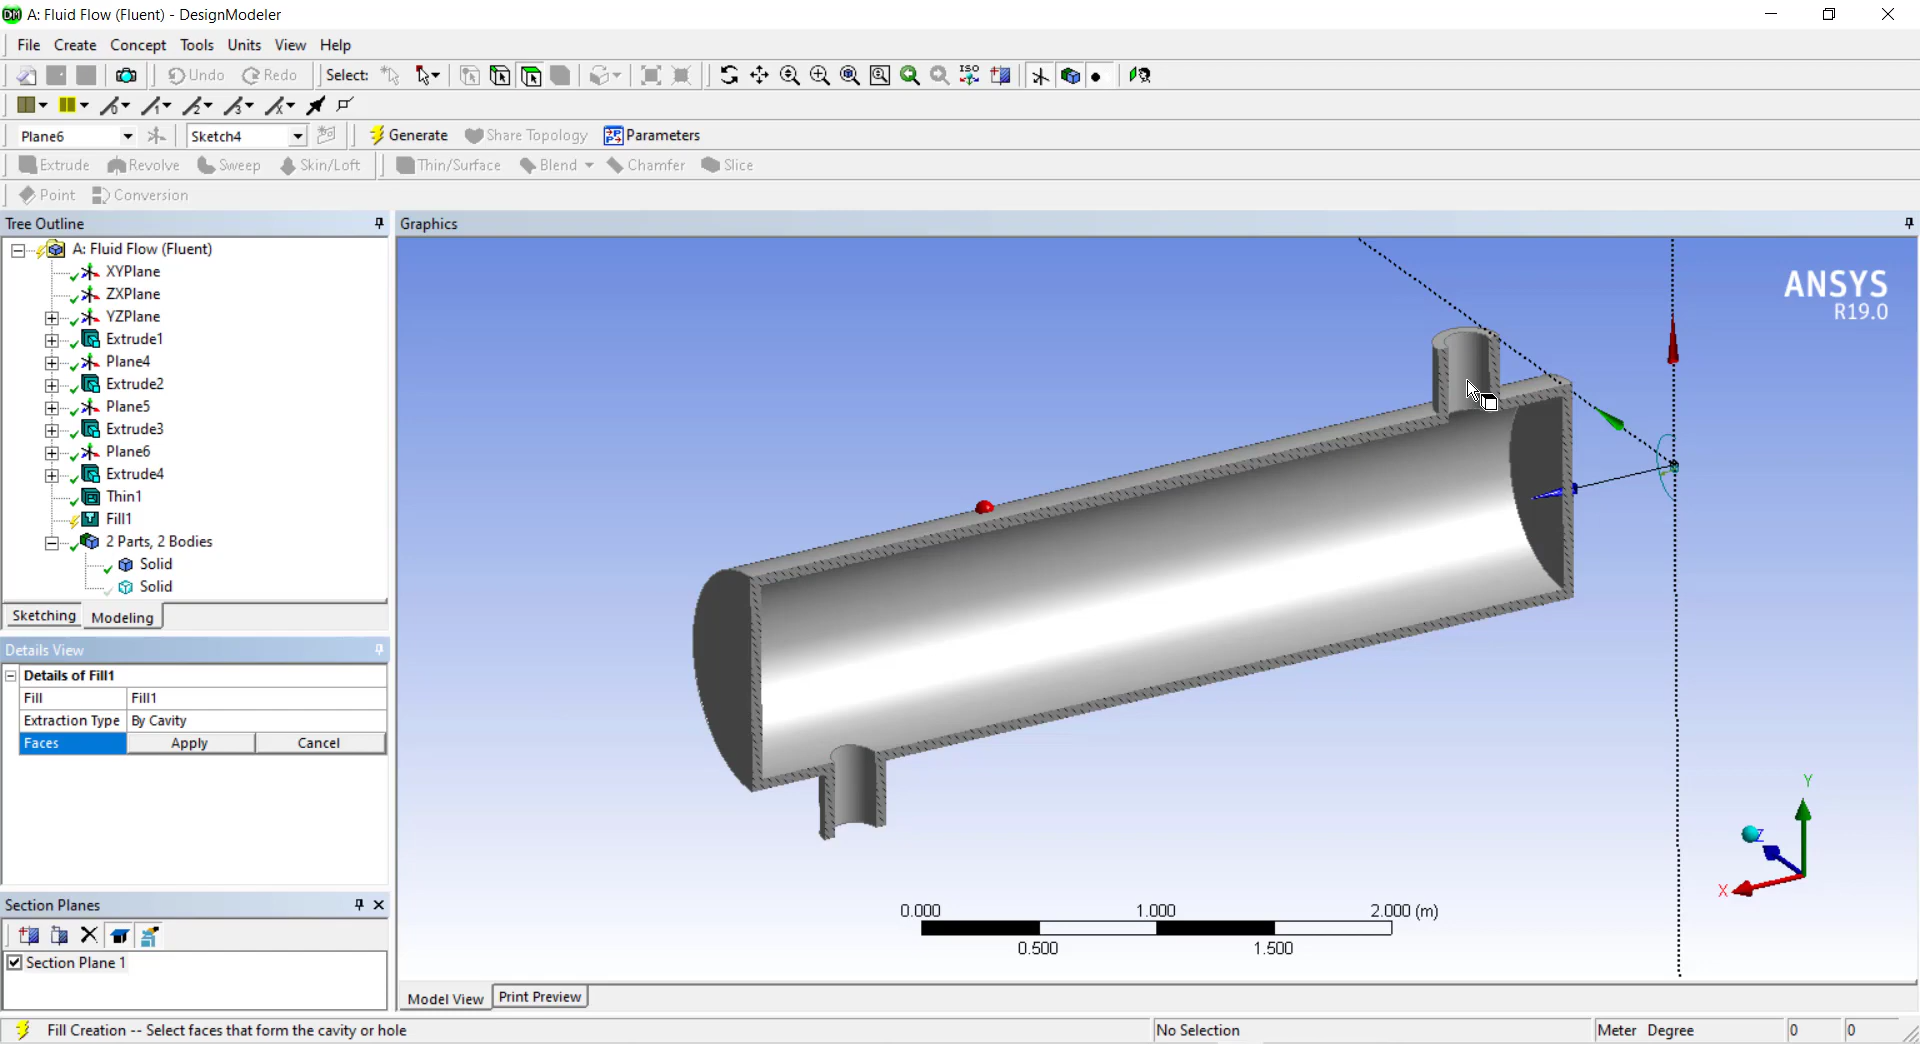 A: Fluid Flow (Fluent) - DesignModeler
File Create Concept Tools Units View Help
Undo Redo Select: ISO
Plane6 Sketch4 Generate Share Topology Parameters
Extrude Revolve Sweep Skin/Loft Thin/Surface Blend Chamfer Slice
Point Conversion
Tree Outline
A: Fluid Flow (Fluent)
XYPlane
ZXPlane
YZPlane
Extrude1
Plane4
Extrude2
Plane5
Extrude3
Plane6
Extrude4
Thin1
Fill1
2 Parts, 2 Bodies
Solid
Solid
Sketching Modeling
Details View
Details of Fill1
Fill Fill1
Extraction Type By Cavity
Faces Apply Cancel
Section Planes
Section Plane 1
Graphics
ANSYS
R19.0
Y
Z
X
0.000 1.000 2.000 (m)
0.500 1.500
Model View Print Preview
Fill Creation -- Select faces that form the cavity or hole No Selection Meter Degree 0 0